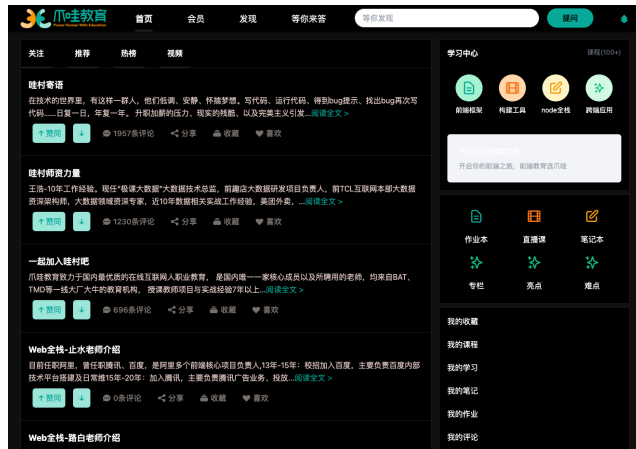 爪哇教育
首页 会员 发现 等你来答 等你发现 提问
关注 推荐 热榜 视频
哇村寄语
在技术的世界里，有这样一群人，他们低调、安静、怀揣梦想。写代码、运行代码、得到bug提示、找出bug再次写
代码......日复一日，年复一年。 升职加薪的压力、现实的残酷、以及完美主义引发...阅读全文 >
赞同 1957条评论 分享 收藏 喜欢
哇村师资力量
王浩-10年工作经验，现任“极课大数据”大数据技术总监，前趣店大数据研发项目负责人，前TCL互联网本部大数据
资深架构师，大数据领域资深专家，近10年数据相关实战工作经验，美团外卖，...阅读全文 >
赞同 1230条评论 分享 收藏 喜欢
一起加入哇村吧
爪哇教育致力于国内最优质的在线互联网人职业教育， 是国内唯一一家核心成员以及所聘用的老师，均来自BAT、
TMD等一线大厂大牛的教育机构， 授课教师项目与实战经验7年以上...阅读全文 >
赞同 696条评论 分享 收藏 喜欢
Web全栈-止水老师介绍
目前任职阿里，曾任职腾讯、百度，是阿里多个前端核心项目负责人,13年-15年：校招加入百度，主要负责百度内部
技术平台搭建及日常维15年-20年：加入腾讯，主要负责腾讯广告业务、投放...阅读全文 >
赞同 0条评论 分享 收藏 喜欢
Web全栈-路白老师介绍
学习中心 课程(100+)
前端框架 构建工具 node全栈 跨端应用
开启你的前端之旅
开启你的前端之旅，前端教育选爪哇
作业本 直播课 笔记本
专栏 亮点 难点
我的收藏
我的课程
我的学习
我的笔记
我的作业
我的评论